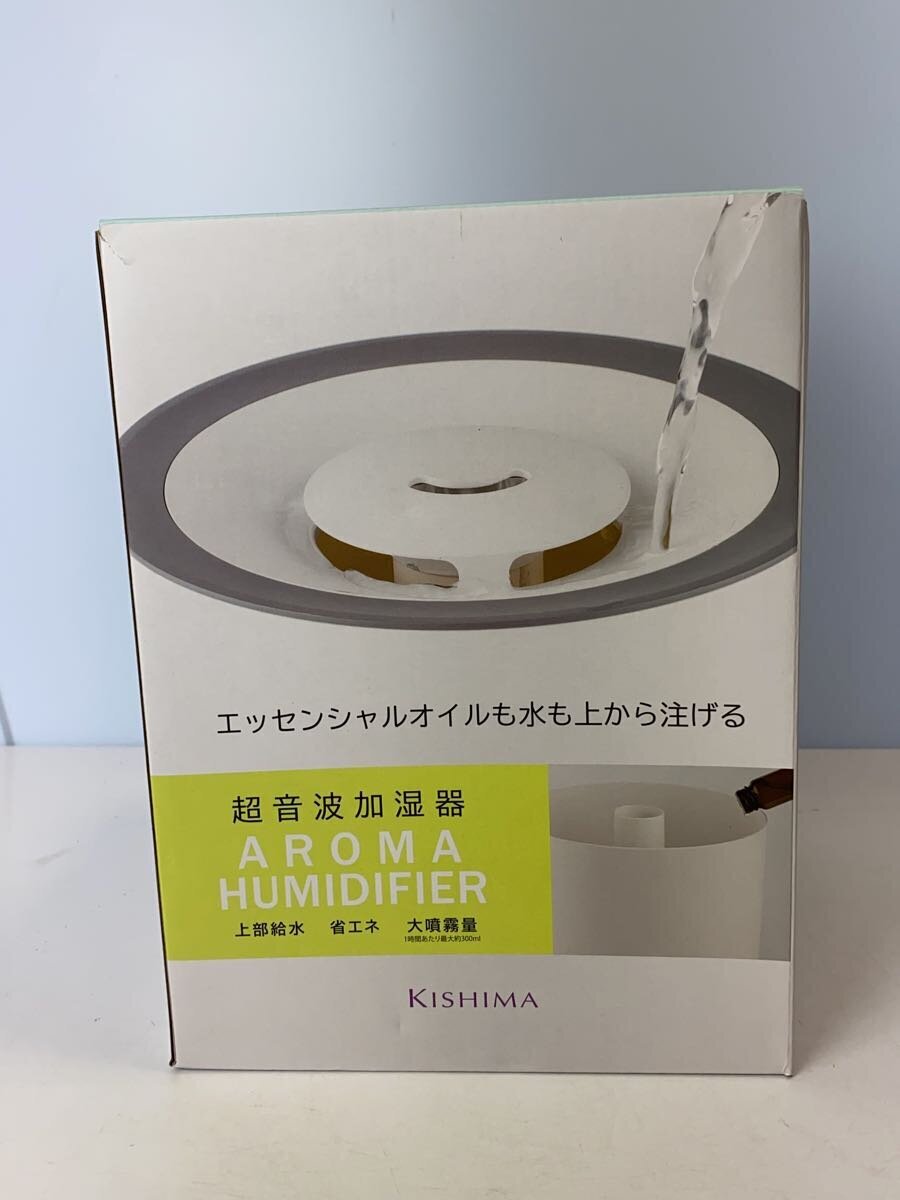 エッセンシャルオイルも水も上から注げる
超音波加湿器
AROMA
HUMIDIFIER
上部給水 省エネ 大噴霧量
1時間あたり最大約300ml
KISHIMA